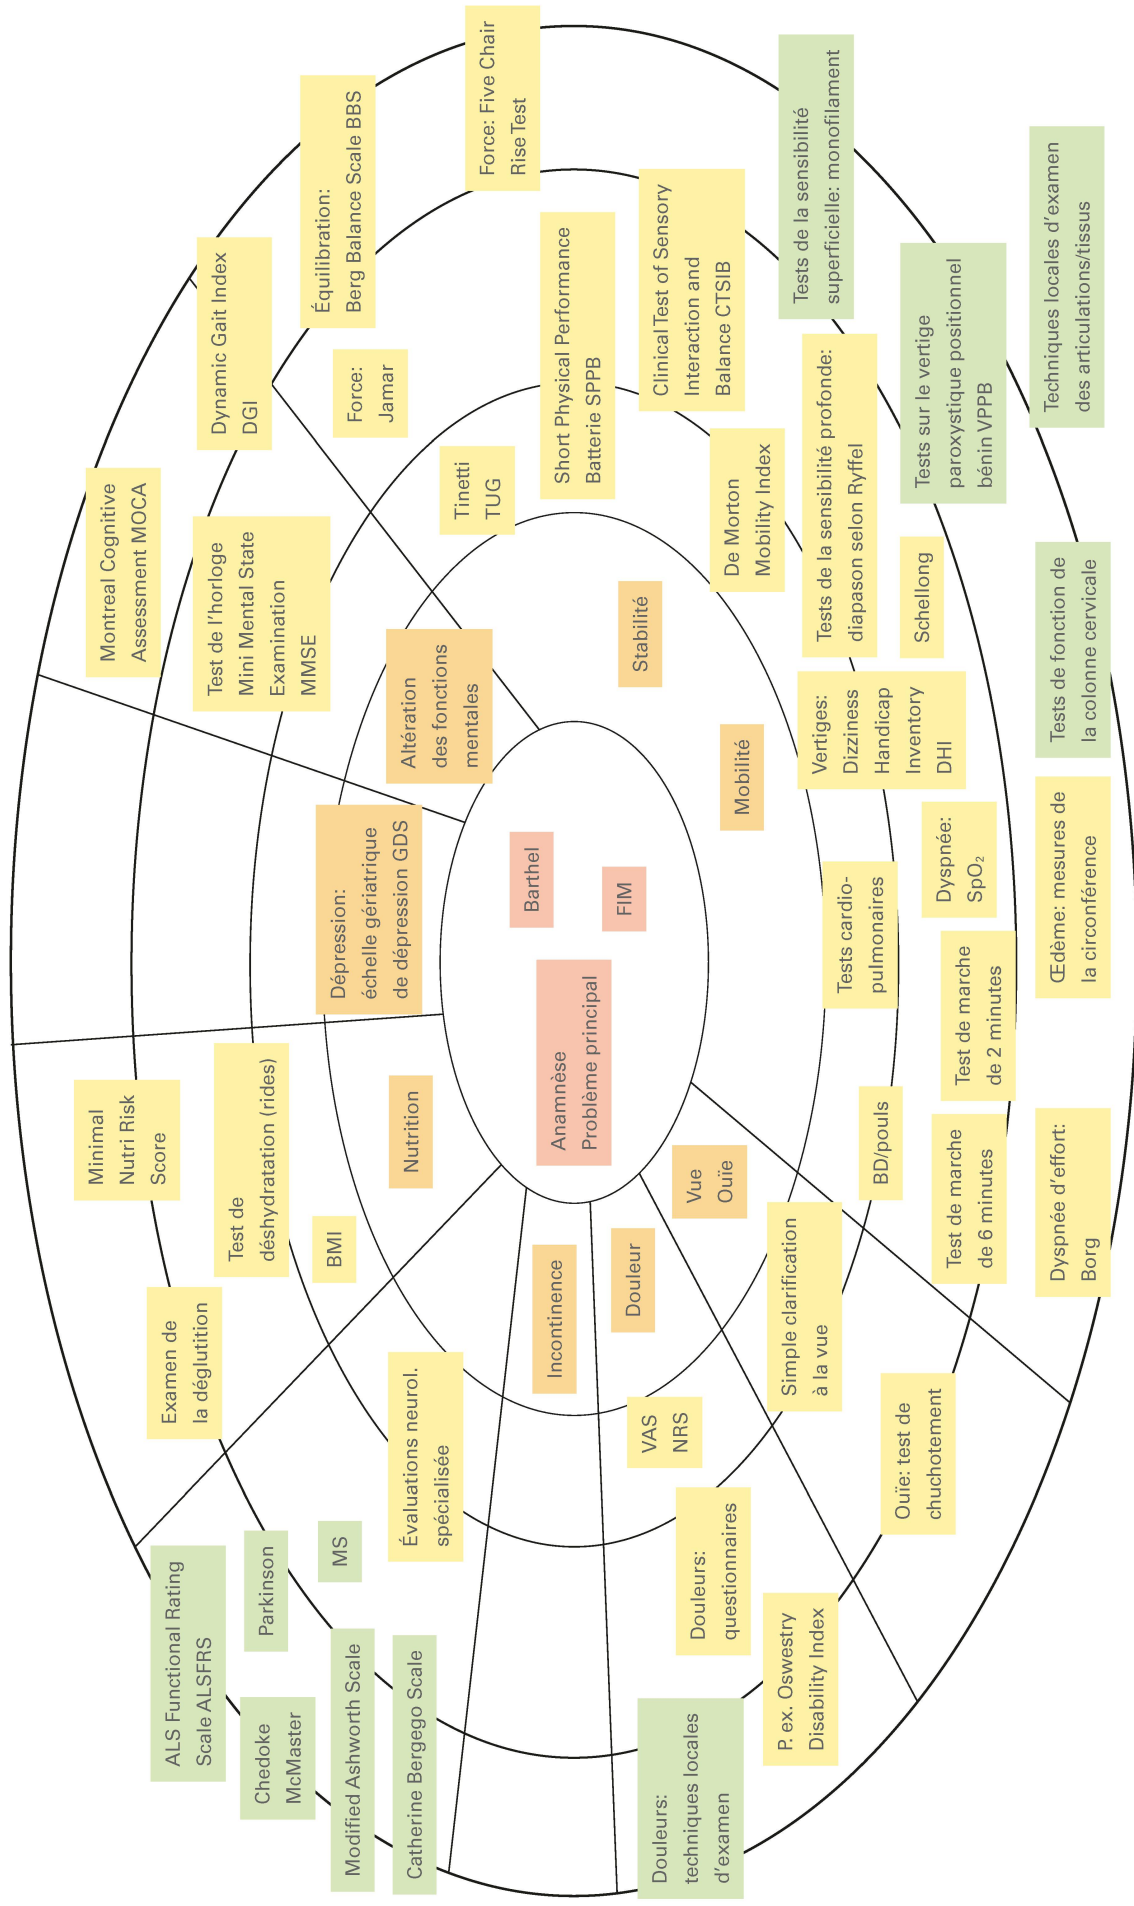 ALS Functional Rating
Scale ALSFRS
Chedoke
McMaster
Parkinson
MS
Modified Ashworth Scale
Catherine Bergego Scale
Évaluations neurol.
spécialisée
Examen de
la déglutition
Minimal
Nutri Risk
Score
Test de
déshydratation (rides)
BMI
Nutrition
Dépression:
échelle gériatrique
de dépression GDS
Montreal Cognitive
Assessment MOCA
Test de l’horloge
Mini Mental State
Examination
MMSE
Altération
des fonctions
mentales
Dynamic Gait Index
DGI
Équilibration:
Berg Balance Scale BBS
Force:
Jamar
Force: Five Chair
Rise Test
Tinetti
TUG
Short Physical Performance
Batterie SPPB
Clinical Test of Sensory
Interaction and
Balance CTSIB
De Morton
Mobility Index
Stabilité
Mobilité
Barthel
FIM
Anamnèse
Problème principal
Incontinence
Douleur
Vue
Ouïe
VAS
NRS
Douleurs:
questionnaires
P. ex. Oswestry
Disability Index
Douleurs:
techniques locales
d’examen
Simple clarification
à la vue
Ouïe: test de
chuchotement
BD/pouls
Tests cardio-
pulmonaires
Vertiges:
Dizziness
Handicap
Inventory
DHI
Tests de la sensibilité profonde:
diapason selon Ryffel
Tests de la sensibilité
superficielle: monofilament
Schellong
Tests sur le vertige
paroxystique positionnel
bénin VPPB
Dyspnée:
SpO₂
Test de marche
de 2 minutes
Test de marche
de 6 minutes
Dyspnée d’effort:
Borg
Œdème: mesures de
la circonférence
Tests de fonction de
la colonne cervicale
Techniques locales d’examen
des articulations/tissus